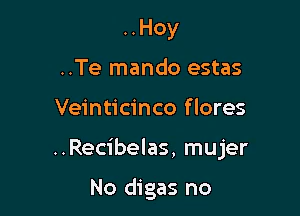 ..Hoy
..Te mando estas
Veinticinco flores
..Recibelas, mujer
No digas no